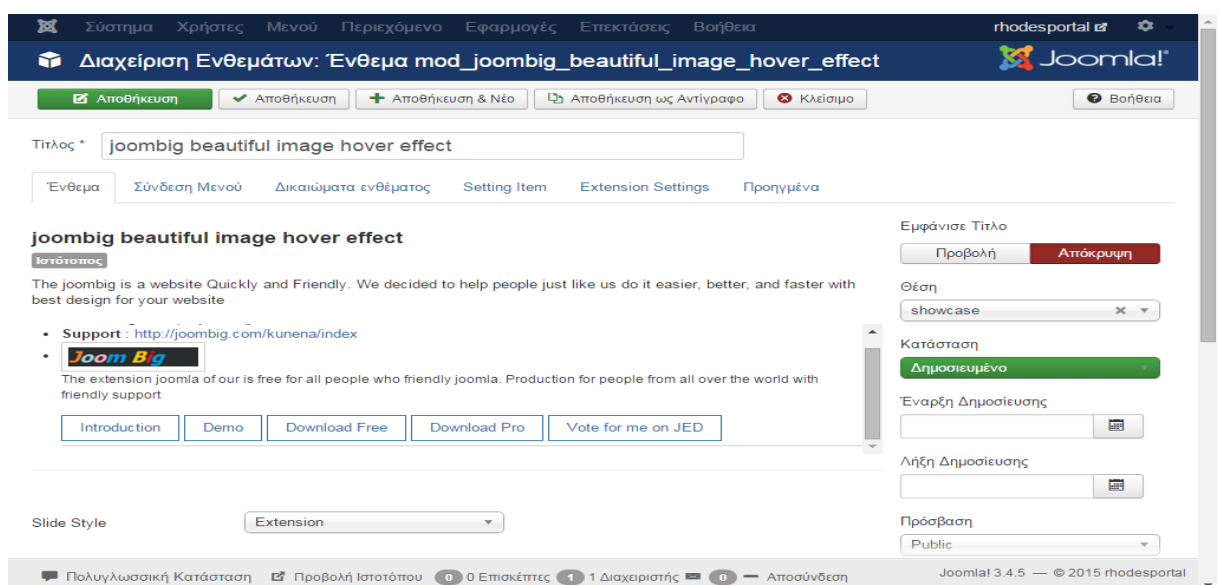 Σύστημα Χρήστες Μενού Περιεχόμενο Εφαρμογές Επεκτάσεις Βοήθεια rhodesportal
Διαχείριση Ενθεμάτων: Ένθεμα mod_joombig_beautiful_image_hover_effect Joomla!®
Αποθήκευση Αποθήκευση Αποθήκευση & Νέο Αποθήκευση ως Αντίγραφο Κλείσιμο Βοήθεια
Τίτλος * joombig beautiful image hover effect
Ένθεμα Σύνδεση Μενού Δικαιώματα ενθέματος Setting Item Extension Settings Προηγμένα
joombig beautiful image hover effect
Ιστότοπος
The joombig is a website Quickly and Friendly. We decided to help people just like us do it easier, better, and faster with
best design for your website
• Support : http://joombig.com/kunena/index
• Joom Big
The extension joomla of our is free for all people who friendly joomla. Production for people from all over the world with
friendly support
Introduction Demo Download Free Download Pro Vote for me on JED
Slide Style Extension
Εμφάνισε Τίτλο
Προβολή Απόκρυψη
Θέση
showcase
Κατάσταση
Δημοσιευμένο
Έναρξη Δημοσίευσης
Λήξη Δημοσίευσης
Πρόσβαση
Public
Πολυγλωσσική Κατάσταση Προβολή Ιστοτόπου 0 0 Επισκέπτες 1 1 Διαχειριστής 0 Αποσύνδεση Joomla! 3.4.5 — © 2015 rhodesportal